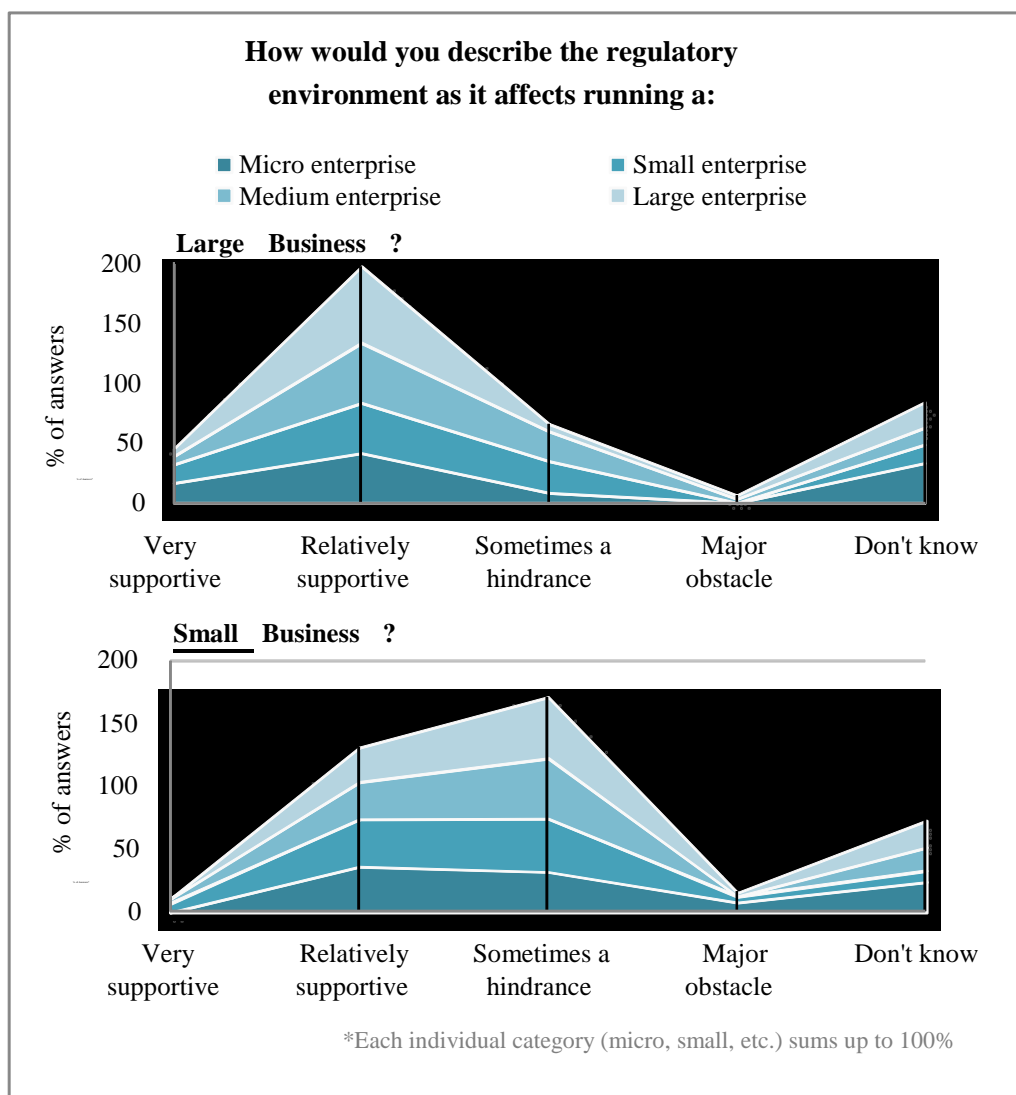 How would you describe the regulatory
environment as it affects running a:
Micro enterprise
Small enterprise
Medium enterprise
Large enterprise
Large Business ?
200
150
100
50
0
% of answers
Very supportive
Relatively supportive
Sometimes a hindrance
Major obstacle
Don't know
Small Business ?
200
150
100
50
0
% of answers
Very supportive
Relatively supportive
Sometimes a hindrance
Major obstacle
Don't know
*Each individual category (micro, small, etc.) sums up to 100%